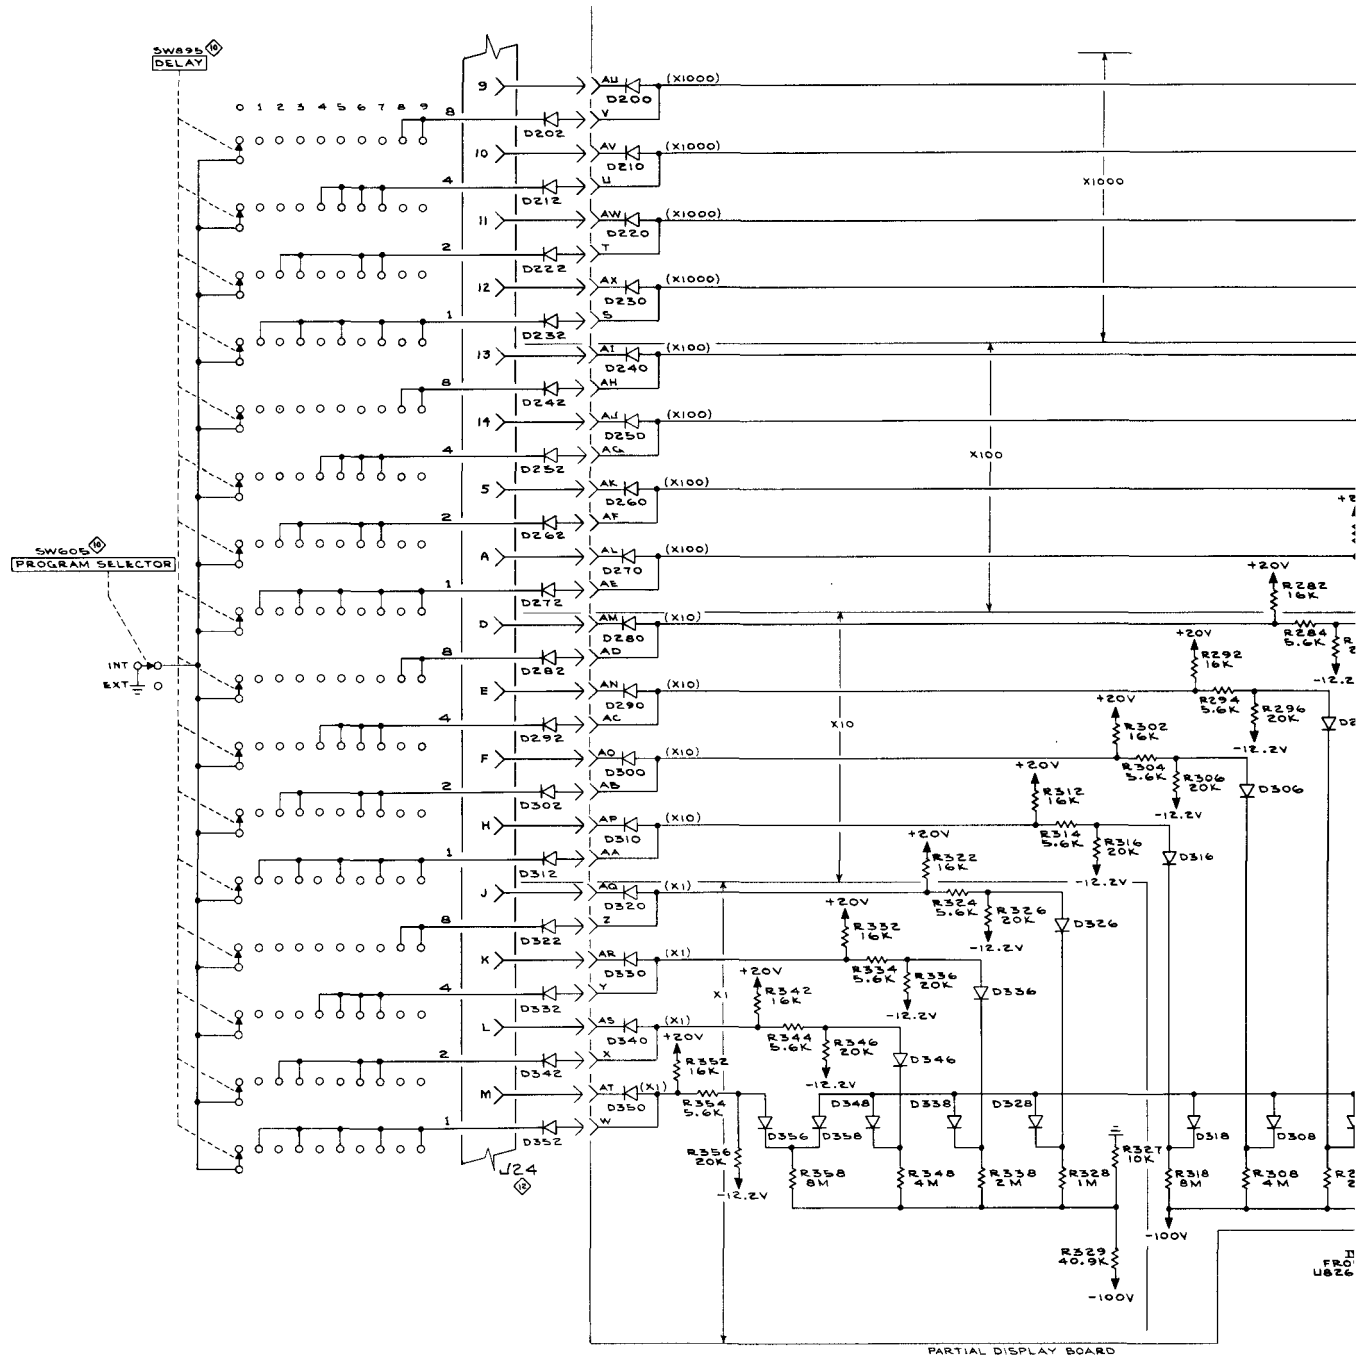 SW895 10
DELAY
0 1 2 3 4 5 6 7 8 9
8
9
AU
(X1000)
D200
D202
V
10
AV
(X1000)
D210
4
D212
U
X1000
11
AW
(X1000)
D220
2
D222
T
12
AX
(X1000)
D230
1
D232
S
13
AI
(X100)
D240
8
D242
AH
14
AJ
(X100)
D250
4
D252
AG
X100
5
AK
(X100)
D260
2
D262
AF
SW605 10
PROGRAM SELECTOR
A
AL
(X100)
D270
1
D272
AE
+20V
R282
16K
D
AM
(X10)
D280
R284
5.6K
-12.2
8
D282
AD
INT
EXT
+20V
R292
16K
E
AN
(X10)
D290
R294
5.6K
R296
20K
-12.2V
4
D292
AC
X10
+20V
R302
16K
F
AO
(X10)
D300
R304
5.6K
R306
20K
-12.2V
D306
2
D302
AB
+20V
R312
16K
H
AP
(X10)
D310
R314
5.6K
R316
20K
-12.2V
D316
1
D312
AA
+20V
R322
16K
J
AQ
(X1)
D320
R324
5.6K
R326
20K
-12.2V
D326
8
D322
Z
+20V
R332
16K
K
AR
(X1)
D330
R334
5.6K
R336
20K
-12.2V
D336
4
D332
Y
X1
+20V
R342
16K
L
AS
(X1)
D340
R344
5.6K
R346
20K
-12.2V
D346
2
D342
X
+20V
R352
16K
M
AT
(X1)
D350
R354
5.6K
R356
20K
-12.2V
1
D352
W
D356
D358
D348
D338
D328
D318
D308
R358
8M
R348
4M
R338
2M
R328
1M
R327
10K
R318
8M
R308
4M
-100V
R329
40.9K
-100V
J24
12
U826
PARTIAL DISPLAY BOARD